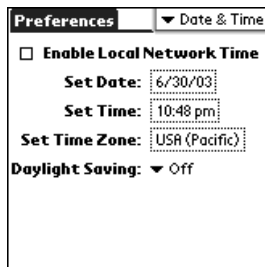 Preferences ▼ Date & Time
Enable Local Network Time
Set Date: 6/30/03
Set Time: 10:48 pm
Set Time Zone: USA (Pacific)
Daylight Saving: ▼ Off